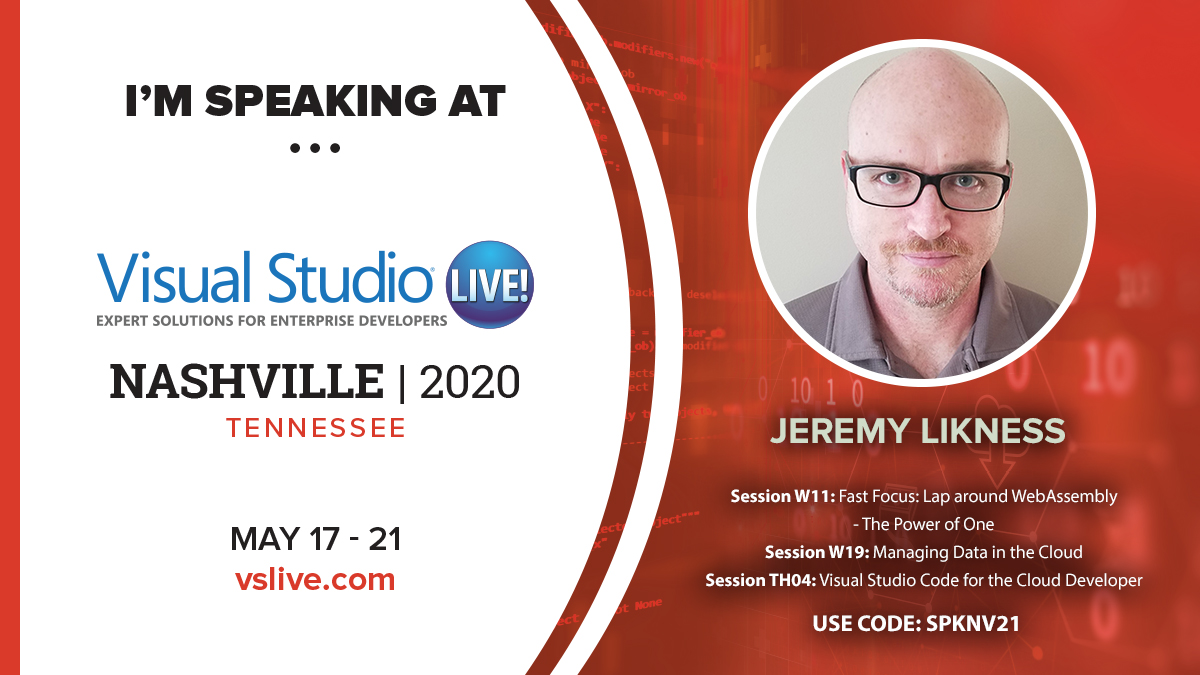 I'M SPEAKING AT
• • •
Visual Studio® LIVE!
EXPERT SOLUTIONS FOR ENTERPRISE DEVELOPERS
NASHVILLE | 2020
TENNESSEE
MAY 17 - 21
vslive.com
JEREMY LIKNESS
Session W11: Fast Focus: Lap around WebAssembly
- The Power of One
Session W19: Managing Data in the Cloud
Session TH04: Visual Studio Code for the Cloud Developer
USE CODE: SPKNV21